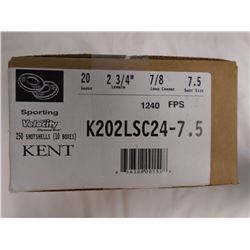 20 2 3/4" 7/8 7.5
Gauge Length Load Charge Shot Size
Sporting
VeloCity
250 SHOTSHELLS (10 BOXES)
KENT
1240 FPS
K202LSC24-7.5